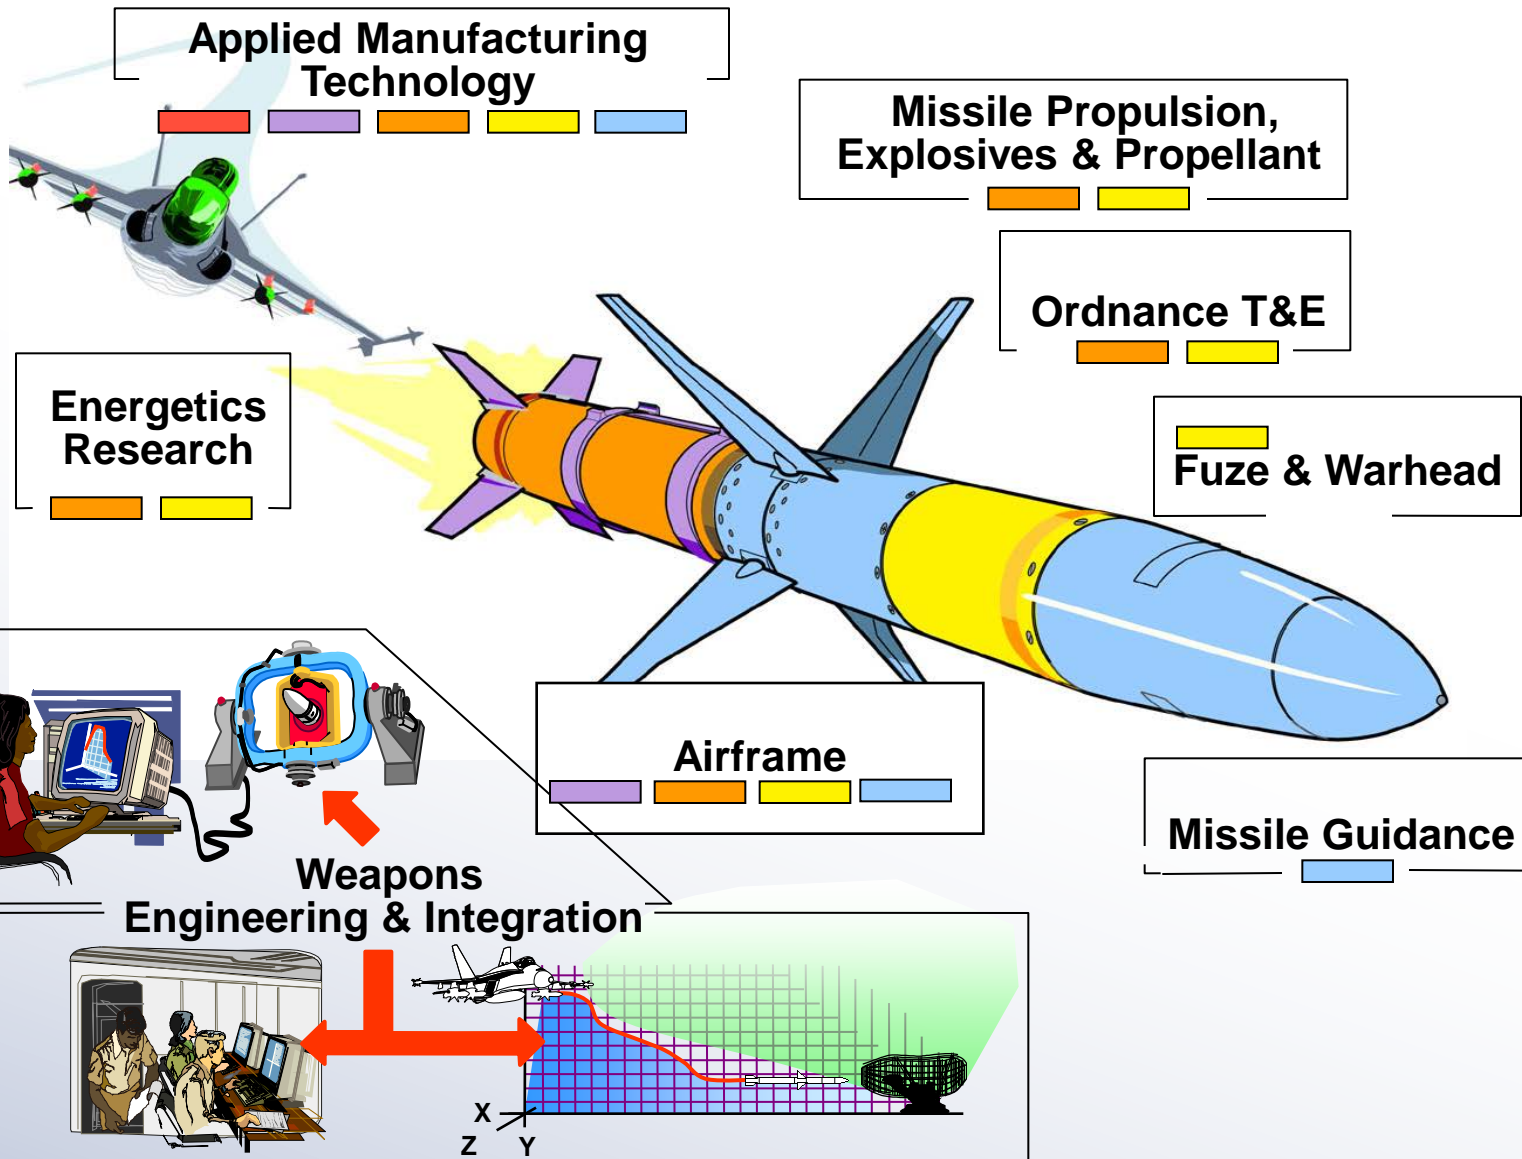 Applied Manufacturing
Technology
Missile Propulsion,
Explosives & Propellant
Ordnance T&E
Energetics
Research
Fuze & Warhead
Airframe
Missile Guidance
Weapons
Engineering & Integration
X
Z
Y